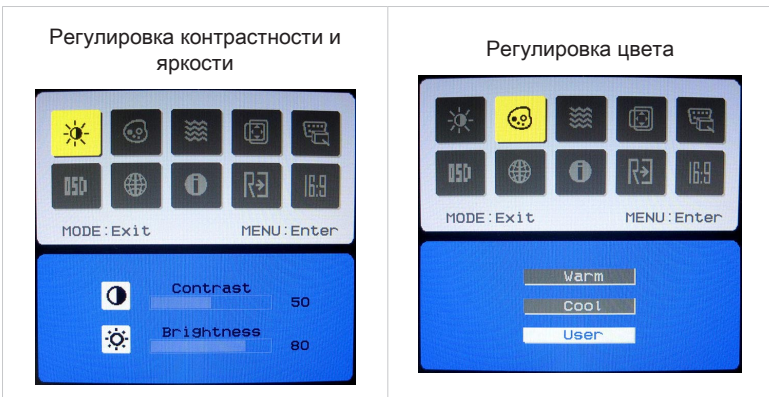 Регулировка контрастности и
яркости
OSD
i
R
16:9
MODE:Exit
MENU:Enter
Contrast
50
Brightness
80
Регулировка цвета
OSD
i
R
16:9
MODE:Exit
MENU:Enter
Warm
Cool
User